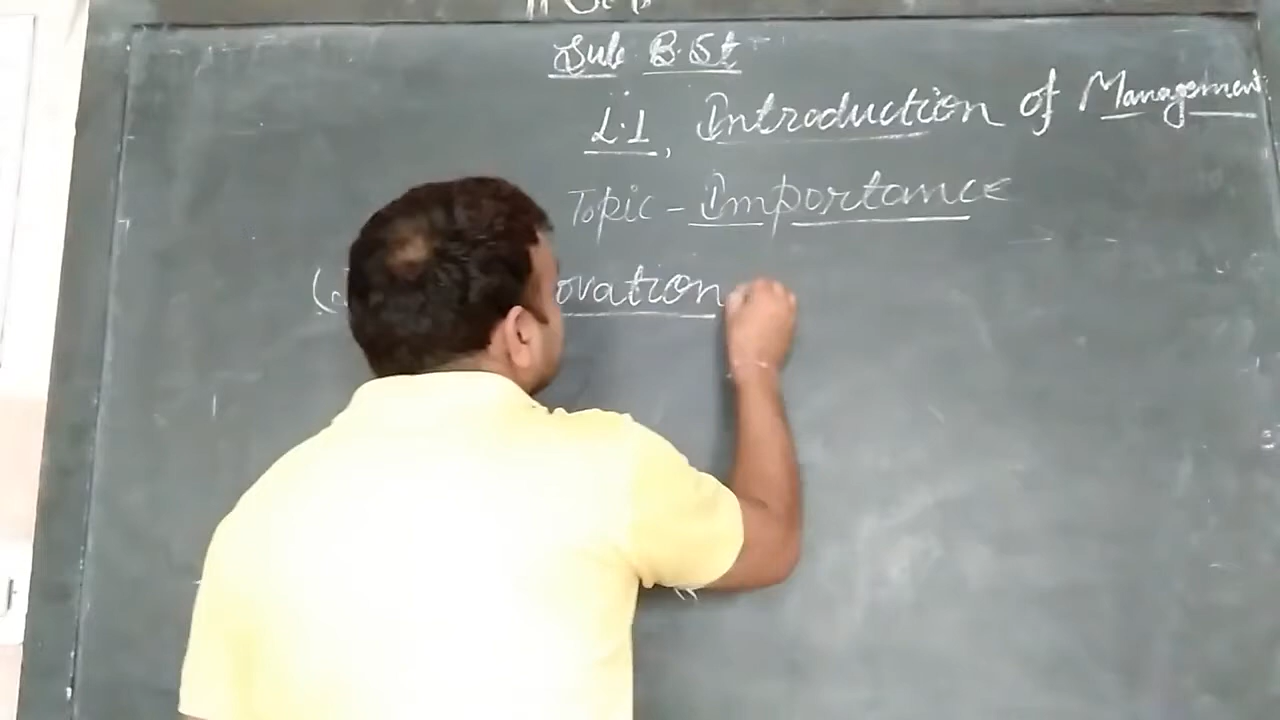 Sub B.St
L.1, Introduction of Management
Topic - Importance
ovation